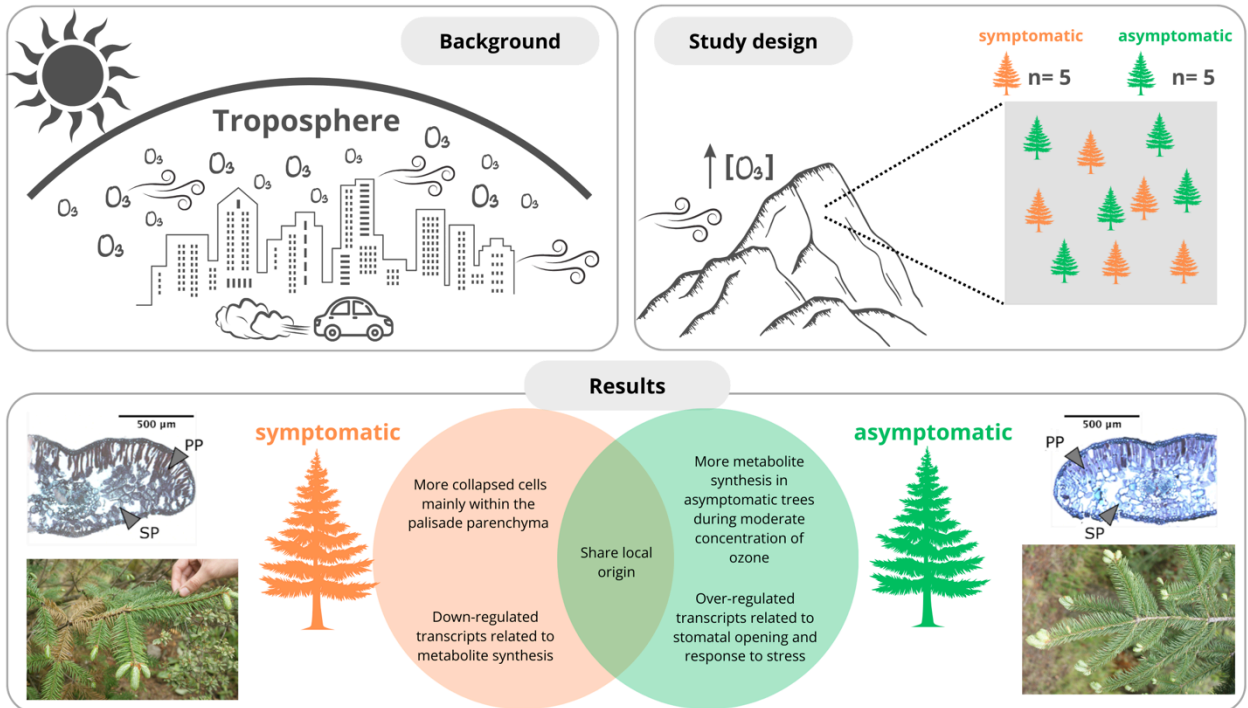 Background
Troposphere
O₃
O₃
O₃
O₃
O₃
O₃
O₃
O₃
O₃
O₃
O₃
O₃
O₃
O₃
Study design
symptomatic
n= 5
asymptomatic
n= 5
[O₃]
Results
500 µm
PP
SP
symptomatic
More collapsed cells
mainly within the
palisade parenchyma
Down-regulated
transcripts related to
metabolite synthesis
Share local
origin
More metabolite
synthesis in
asymptomatic trees
during moderate
concentration of
ozone
Over-regulated
transcripts related to
stomatal opening and
response to stress
asymptomatic
500 µm
PP
SP